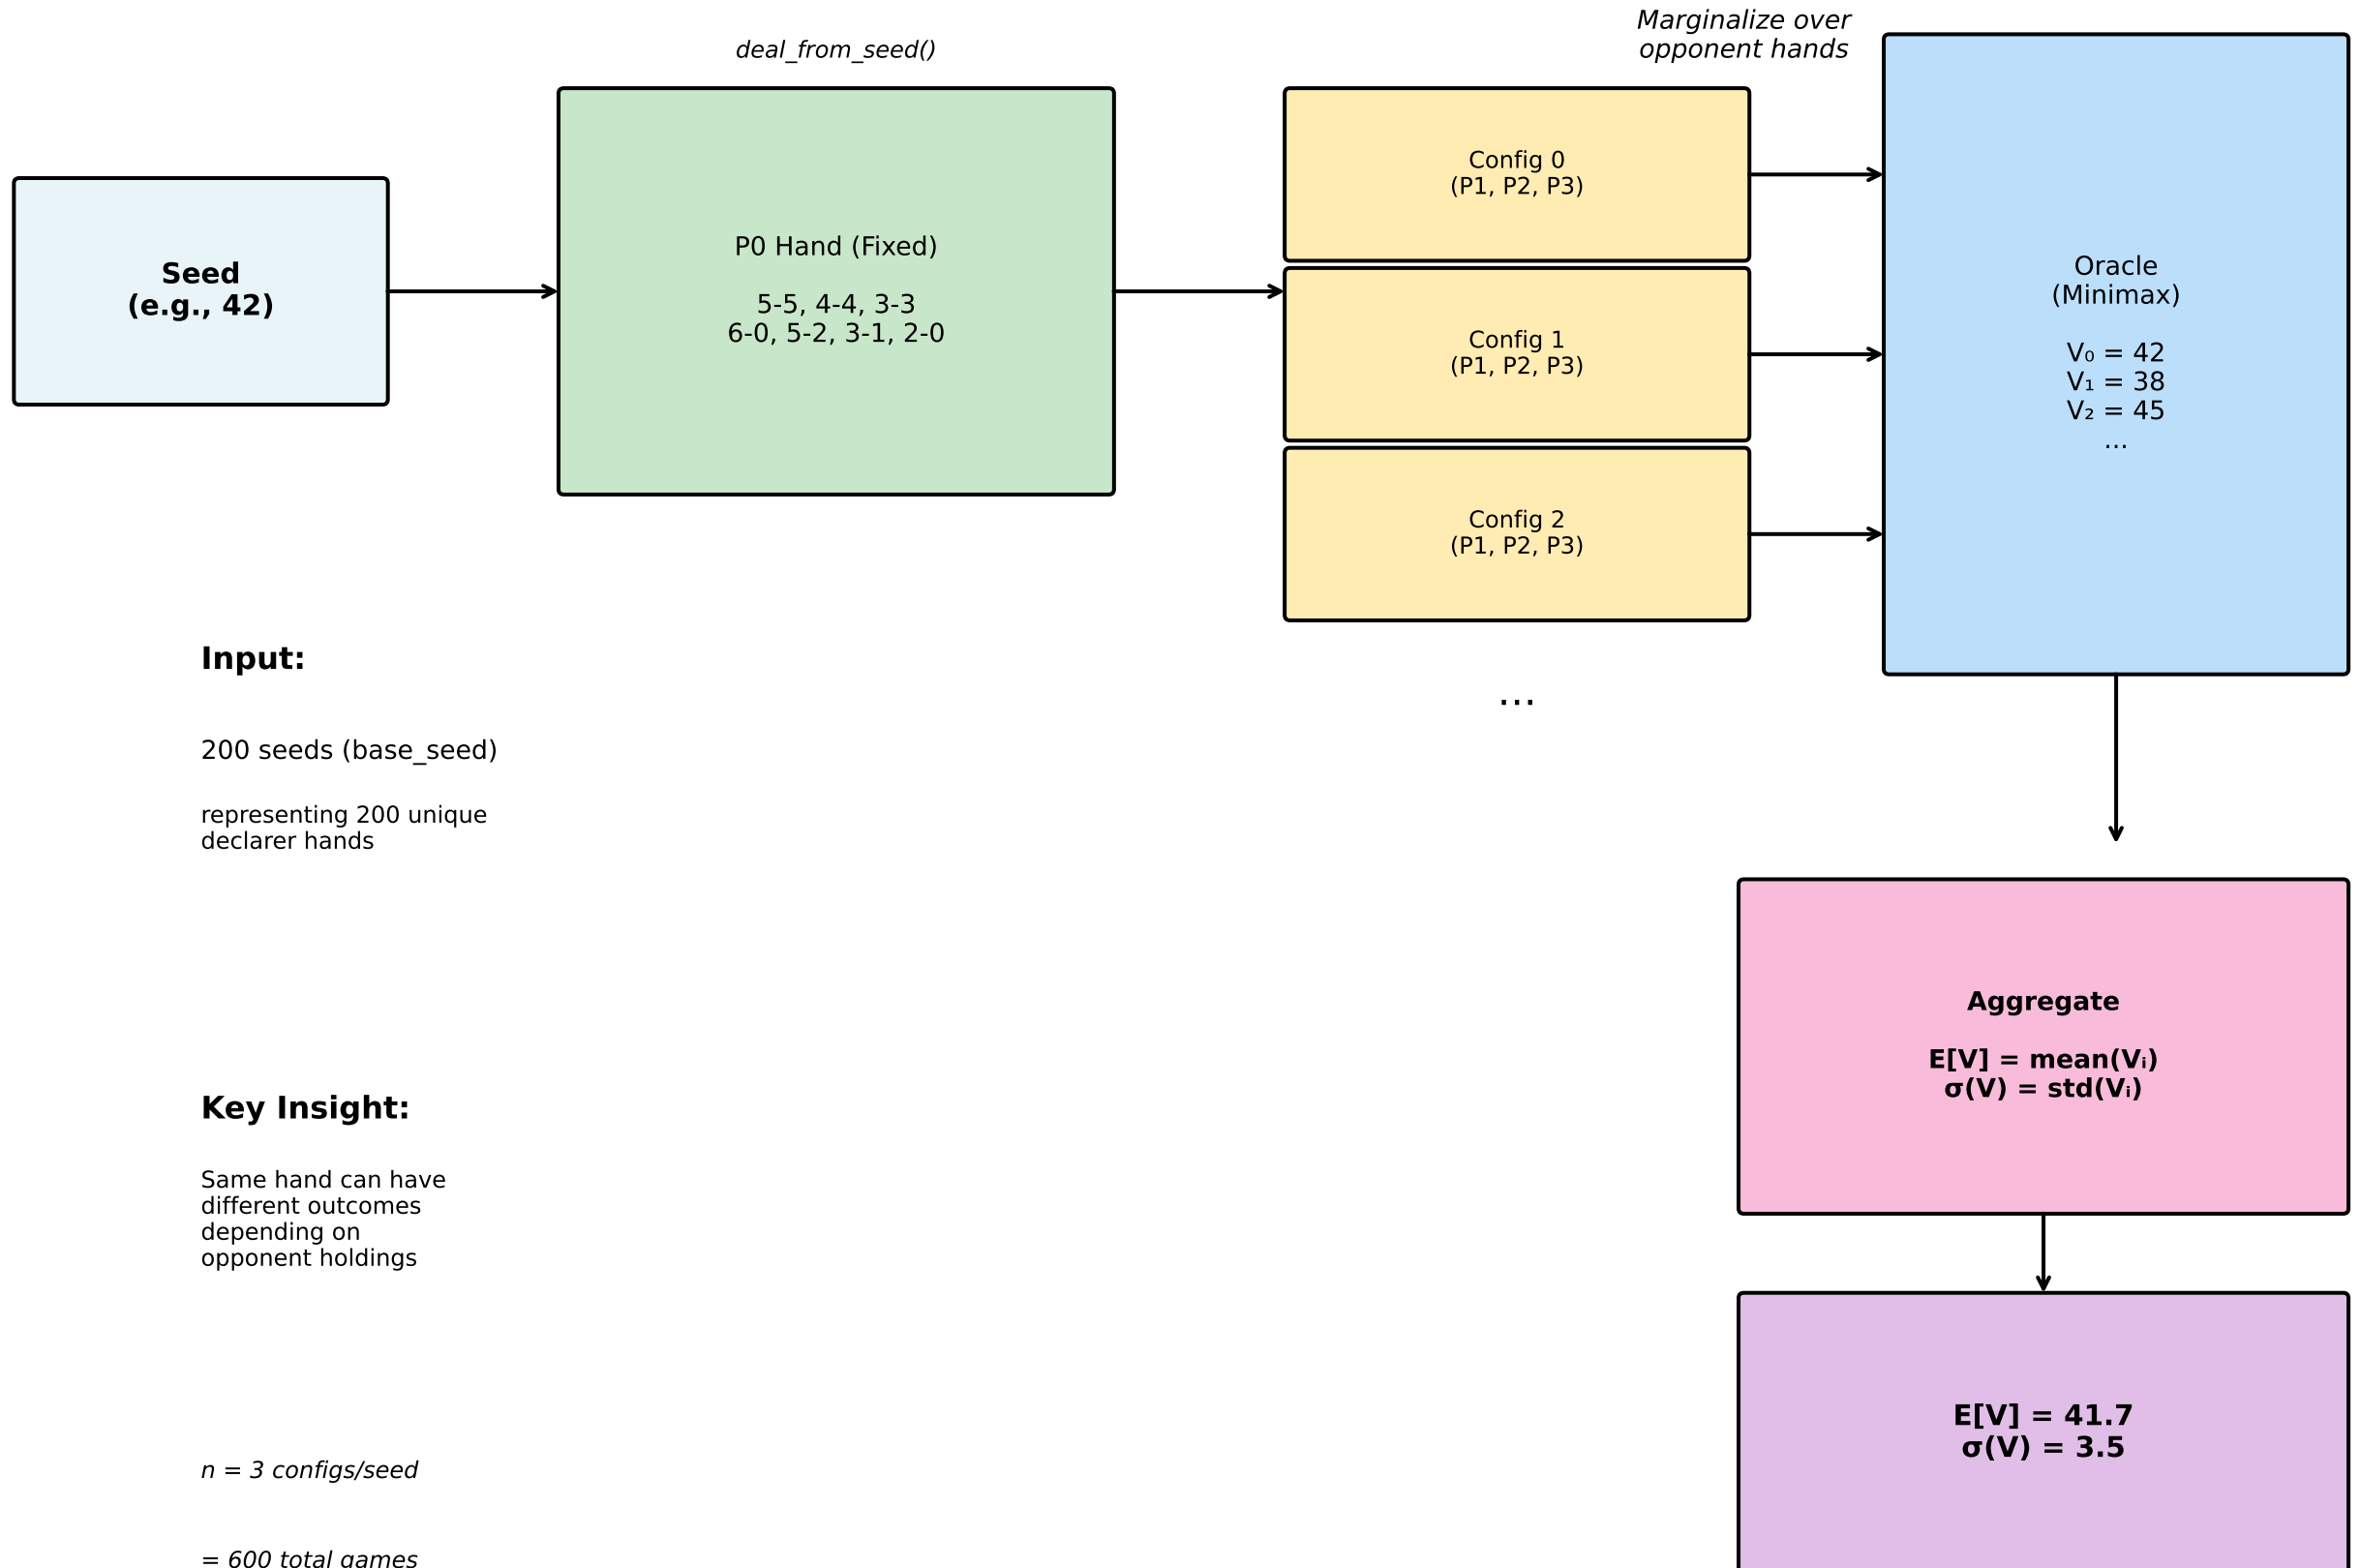 deal_from_seed()
Marginalize over
opponent hands
Seed
(e.g., 42)
P0 Hand (Fixed)
5-5, 4-4, 3-3
6-0, 5-2, 3-1, 2-0
Config 0
(P1, P2, P3)
Config 1
(P1, P2, P3)
Config 2
(P1, P2, P3)
...
Oracle
(Minimax)
V₀ = 42
V₁ = 38
V₂ = 45
...
Input:
200 seeds (base_seed)
representing 200 unique
declarer hands
Aggregate
E[V] = mean(Vᵢ)
σ(V) = std(Vᵢ)
Key Insight:
Same hand can have
different outcomes
depending on
opponent holdings
E[V] = 41.7
σ(V) = 3.5
n = 3 configs/seed
= 600 total games